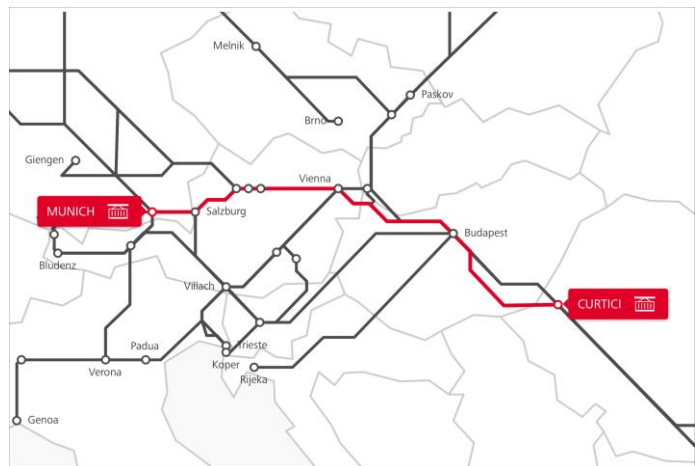 Melnik
Paskov
Brno
Giengen
Vienna
MUNICH
Salzburg
Budapest
Bludenz
Villach
CURTICI
Trieste
Padua
Koper
Verona
Rijeka
Genoa